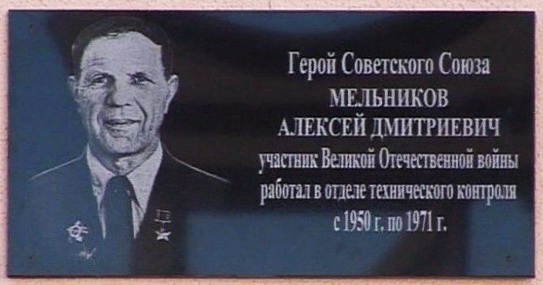 Герой Советского Союза
МЕЛЬНИКОВ
АЛЕКСЕЙ ДМИТРИЕВИЧ
участник Великой Отечественной войны
работал в отделе технического контроля
с 1950 г. по 1971 г.